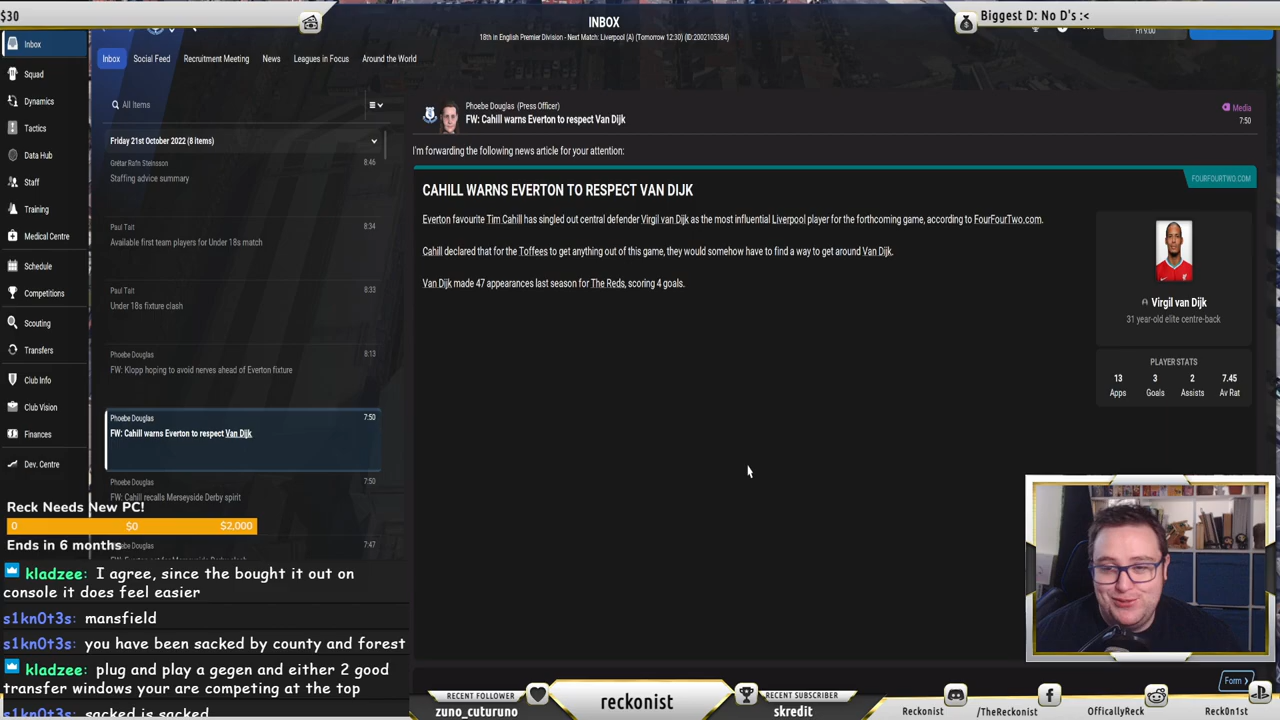 $30
INBOX
18th in English Premier Division - Next Match: Liverpool (A) (Tomorrow 12:30) (ID:2002105384)
Biggest D: No D's :<
Fri 9:00
Inbox
Squad
Dynamics
Tactics
Data Hub
Staff
Training
Medical Centre
Schedule
Competitions
Scouting
Transfers
Club Info
Club Vision
Finances
Dev. Centre
Inbox
Social Feed
Recruitment Meeting
News
Leagues in Focus
Around the World
All Items
Friday 21st October 2022 (8 items)
Grétar Rafn Steinsson
8:46
Staffing advice summary
Paul Tait
8:34
Available first team players for Under 18s match
Paul Tait
8:33
Under 18s fixture clash
Phoebe Douglas
8:13
FW: Klopp hoping to avoid nerves ahead of Everton fixture
Phoebe Douglas
7:50
FW: Cahill warns Everton to respect Van Dijk
Phoebe Douglas
7:50
FW: Cahill recalls Merseyside Derby spirit
7:47
Phoebe Douglas (Press Officer)
FW: Cahill warns Everton to respect Van Dijk
Media
7:50
I'm forwarding the following news article for your attention:
FOURFOURTWO.COM
CAHILL WARNS EVERTON TO RESPECT VAN DIJK
Everton favourite Tim Cahill has singled out central defender Virgil van Dijk as the most influential Liverpool player for the forthcoming game, according to FourFourTwo.com.
Cahill declared that for the Toffees to get anything out of this game, they would somehow have to find a way to get around Van Dijk.
Van Dijk made 47 appearances last season for The Reds, scoring 4 goals.
Virgil van Dijk
31 year-old elite centre-back
PLAYER STATS
13 3 2 7.45
Apps Goals Assists Av Rat
Form
Reck Needs New PC!
0 $0 $2,000
Ends in 6 months
kladzee: I agree, since the bought it out on
console it does feel easier
s1kn0t3s: mansfield
s1kn0t3s: you have been sacked by county and forest
kladzee: plug and play a gegen and either 2 good
transfer windows your are competing at the top
s1kn0t3s: sacked is sacked
RECENT FOLLOWER
zuno_cuturuno
reckonist
RECENT SUBSCRIBER
skredit
Reckonist
/TheReckonist
OfficallyReck
Reck0n1st